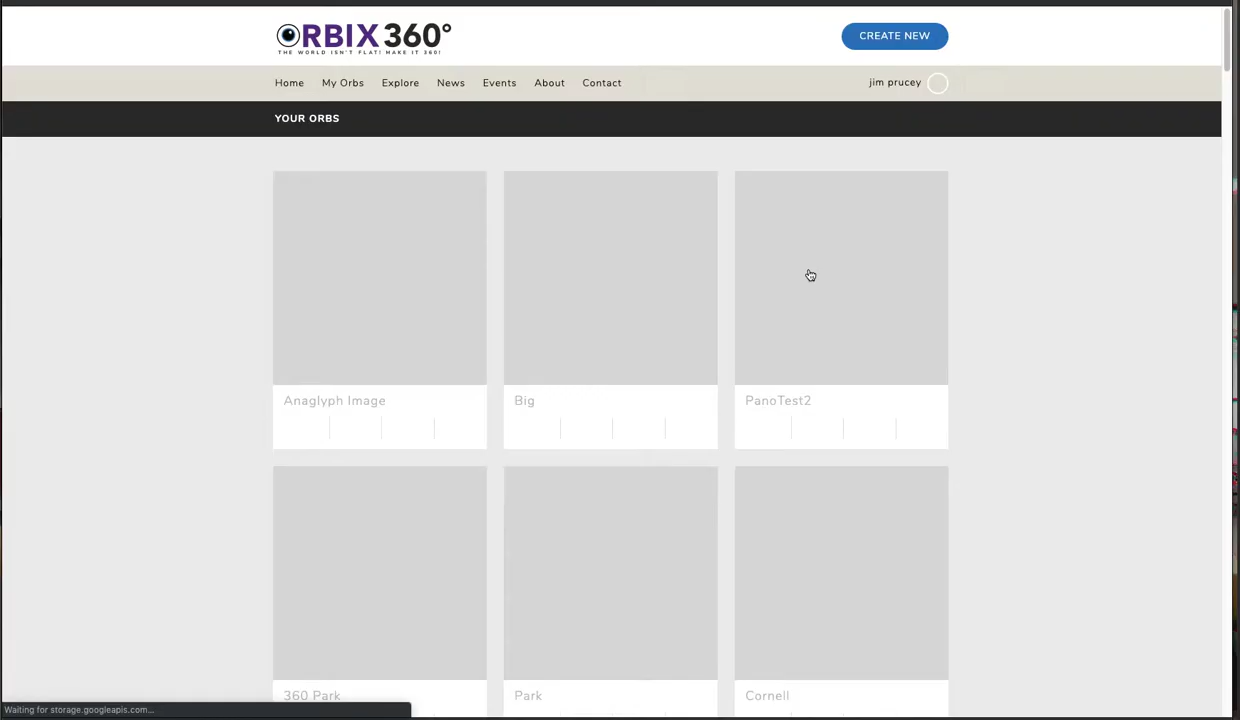 ORBIX 360°
THE WORLD ISN'T FLAT! MAKE IT 360!
CREATE NEW
Home My Orbs Explore News Events About Contact jim prucey
YOUR ORBS
Anaglyph Image Big PanoTest2
360 Park Park Cornell
Waiting for storage.googleapis.com...